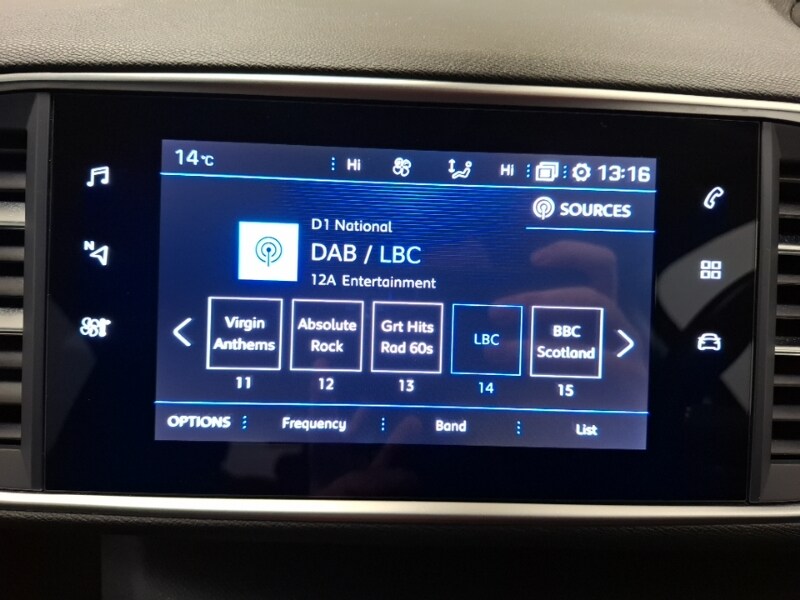 14°C Hi Hi 13:16
SOURCES
D1 National
DAB / LBC
12A Entertainment
N
Virgin
Anthems
Absolute
Rock
Grt Hits
Rad 60s
LBC
BBC
Scotland
11 12 13 14 15
OPTIONS Frequency Band List